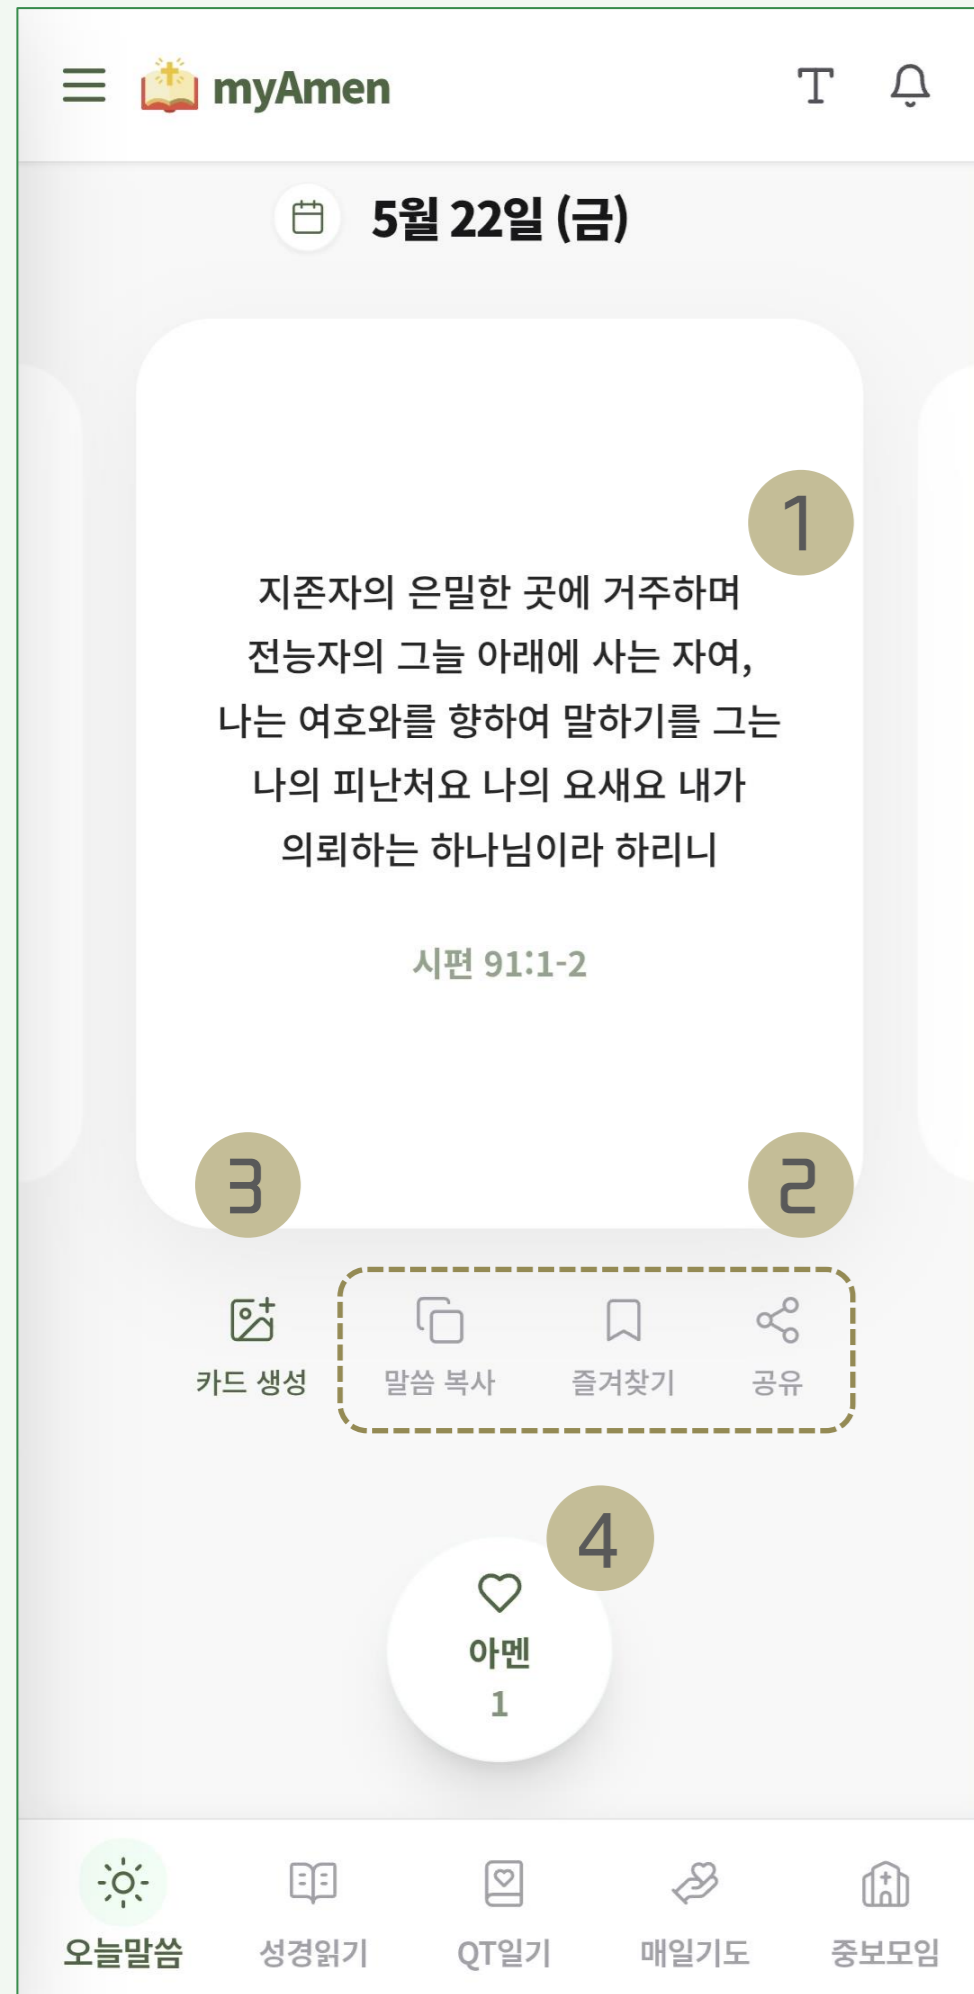 myAmen
T
5월 22일 (금)
1
지존자의 은밀한 곳에 거주하며
전능자의 그늘 아래에 사는 자여,
나는 여호와를 향하여 말하기를 그는
나의 피난처요 나의 요새요 내가
의뢰하는 하나님이라 하리니
시편 91:1-2
3
2
카드 생성
말씀 복사
즐겨찾기
공유
4
아멘
1
오늘말씀
성경읽기
QT일기
매일기도
중보모임